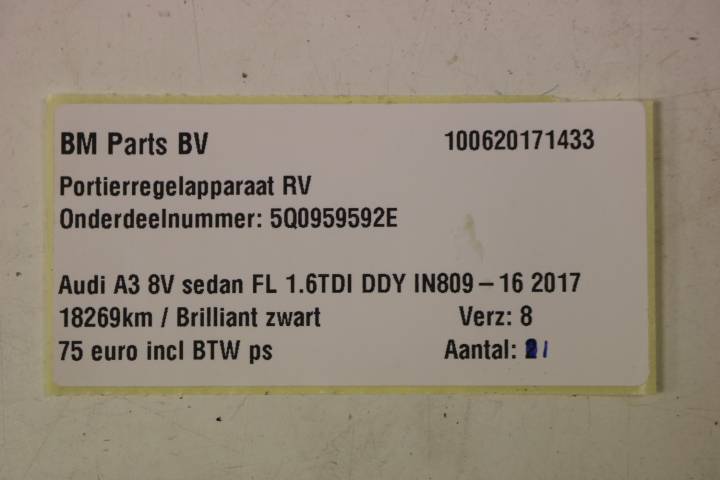 BM Parts BV 100620171433
Portierregelapparaat RV
Onderdeelnummer: 5Q0959592E
Audi A3 8V sedan FL 1.6TDI DDY IN809-16 2017
18269km / Brilliant zwart Verz: 8
75 euro incl BTW ps Aantal: 1